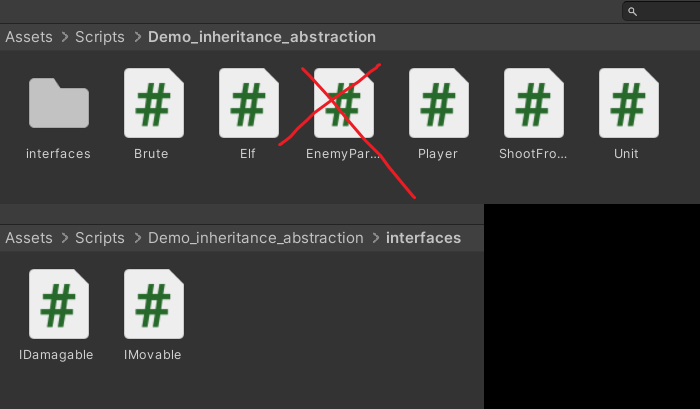 Assets > Scripts > Demo_inheritance_abstraction
interfaces Brute Elf EnemyPar... Player ShootFro... Unit
Assets > Scripts > Demo_inheritance_abstraction > interfaces
IDamagable IMovable